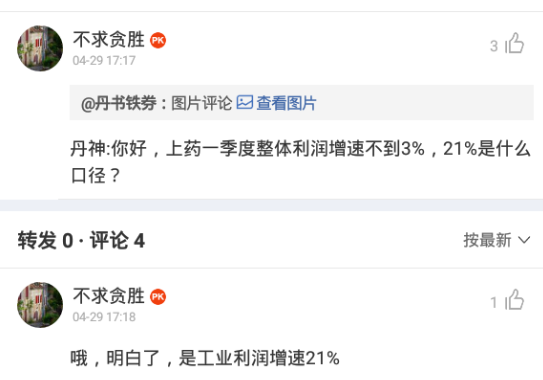 不求贪胜 PK
04-29 17:17
3
@丹书铁券：图片评论 查看图片
丹神:你好，上药一季度整体利润增速不到3%，21%是什么
口径？
转发 0 · 评论 4
按最新
不求贪胜 PK
04-29 17:18
1
哦，明白了，是工业利润增速21%